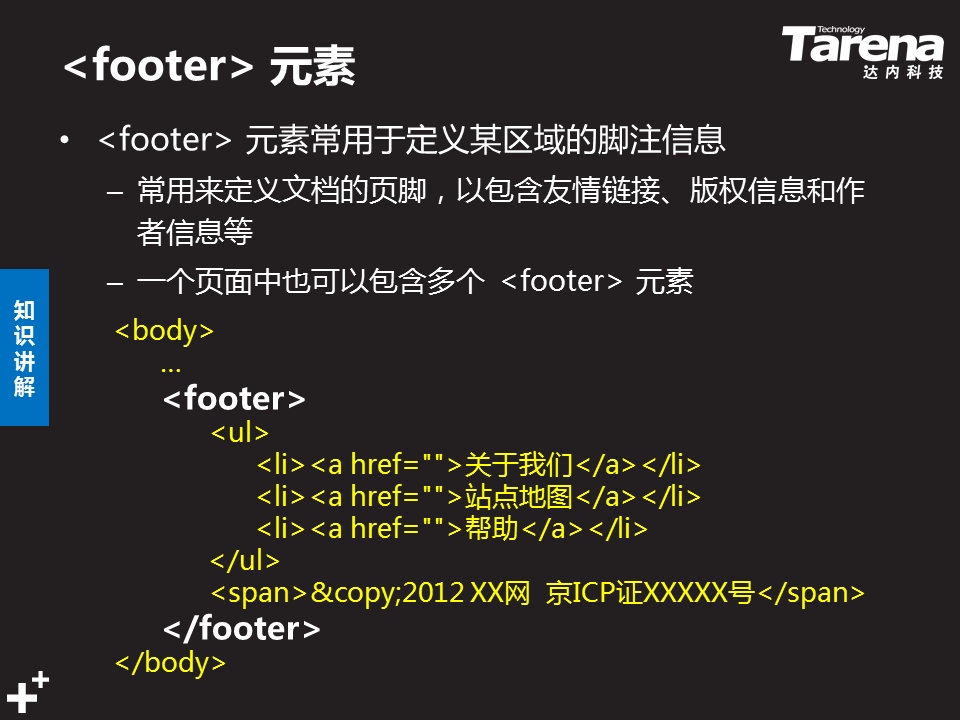 <footer> 元素
Technology
Tarena
达内科技
• <footer> 元素常用于定义某区域的脚注信息
– 常用来定义文档的页脚，以包含友情链接、版权信息和作
者信息等
– 一个页面中也可以包含多个 <footer> 元素
知
识
讲
解
<body>
...
<footer>
<ul>
<li><a href="">关于我们</a></li>
<li><a href="">站点地图</a></li>
<li><a href="">帮助</a></li>
</ul>
<span>&copy;2012 XX网 京ICP证XXXXX号</span>
</footer>
</body>